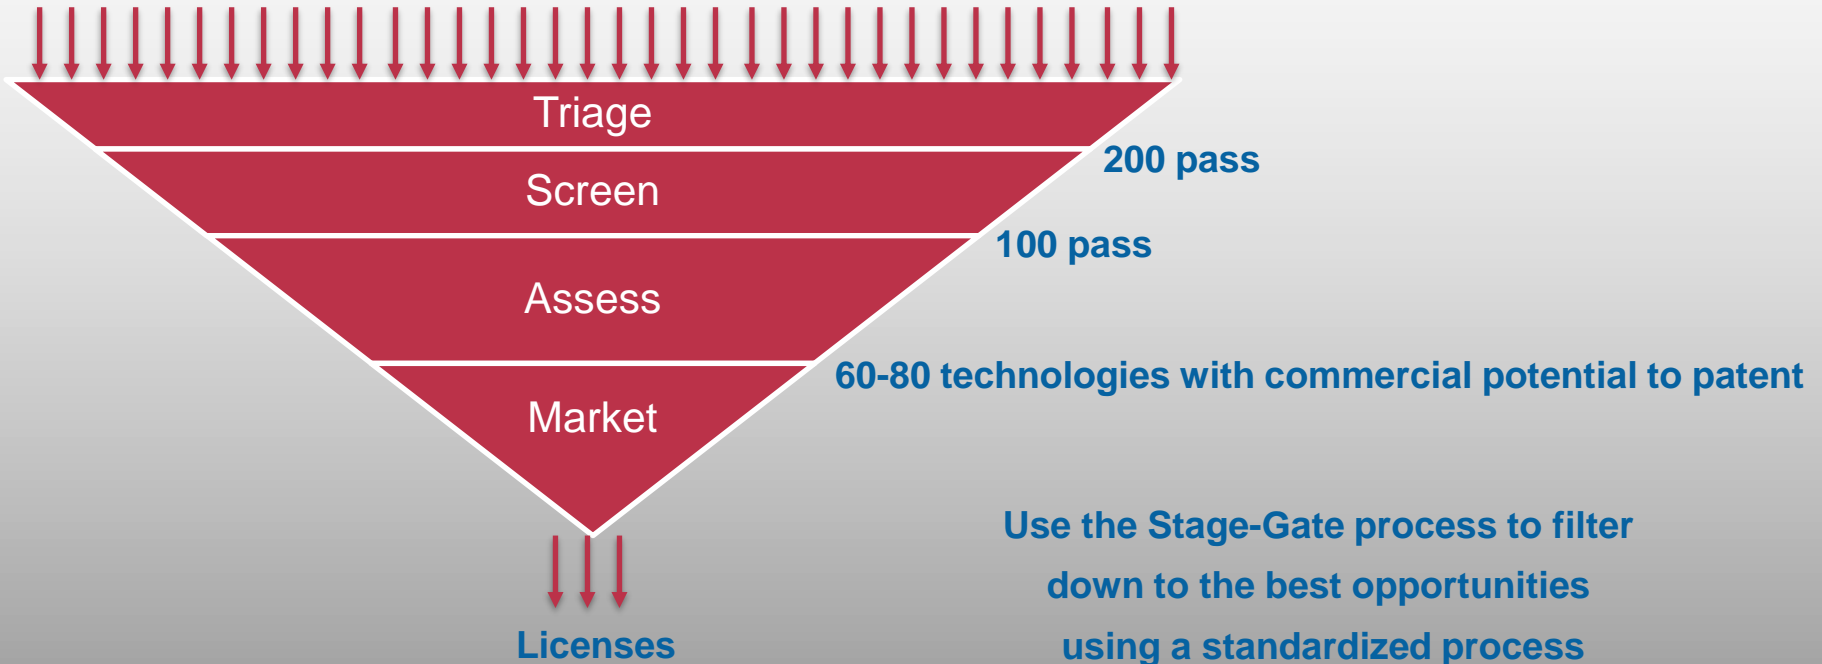 Triage
200 pass
Screen
100 pass
Assess
60-80 technologies with commercial potential to patent
Market
Use the Stage-Gate process to filter
down to the best opportunities
using a standardized process
Licenses